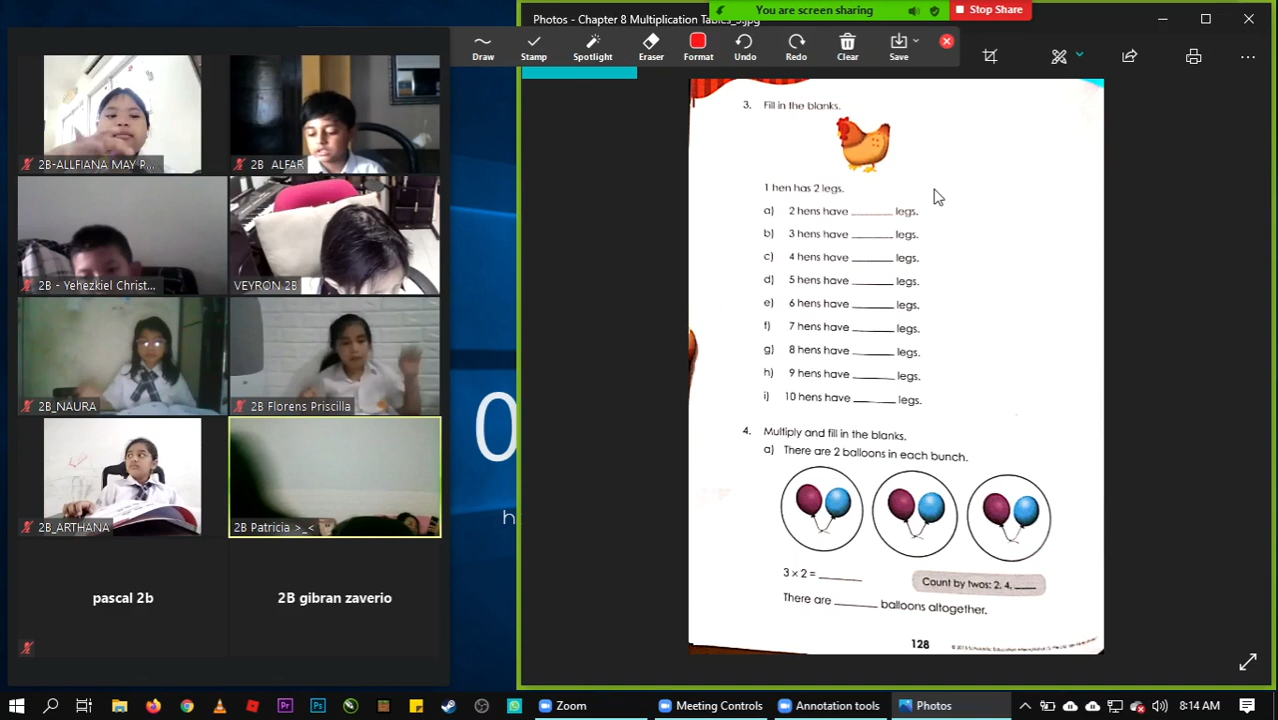 You are screen sharing
Stop Share
Photos - Chapter 8 Multiplication Tables_3.jpg
Draw
Stamp
Spotlight
Eraser
Format
Undo
Redo
Clear
Save
2B-ALLFIANA MAY P...
2B ALFAR
2B - Yehezkiel Christ...
VEYRON 2B
2B_NAURA
2B Florens Priscilla
2B_ARTHANA
2B Patricia >_<
pascal 2b
2B gibran zaverio
3. Fill in the blanks.
1 hen has 2 legs.
a) 2 hens have ______ legs.
b) 3 hens have ______ legs.
c) 4 hens have ______ legs.
d) 5 hens have ______ legs.
e) 6 hens have ______ legs.
f) 7 hens have ______ legs.
g) 8 hens have ______ legs.
h) 9 hens have ______ legs.
i) 10 hens have ______ legs.
4. Multiply and fill in the blanks.
a) There are 2 balloons in each bunch.
3 × 2 = ______
Count by twos: 2, 4, ___
There are ______ balloons altogether.
128
Zoom
Meeting Controls
Annotation tools
Photos
8:14 AM